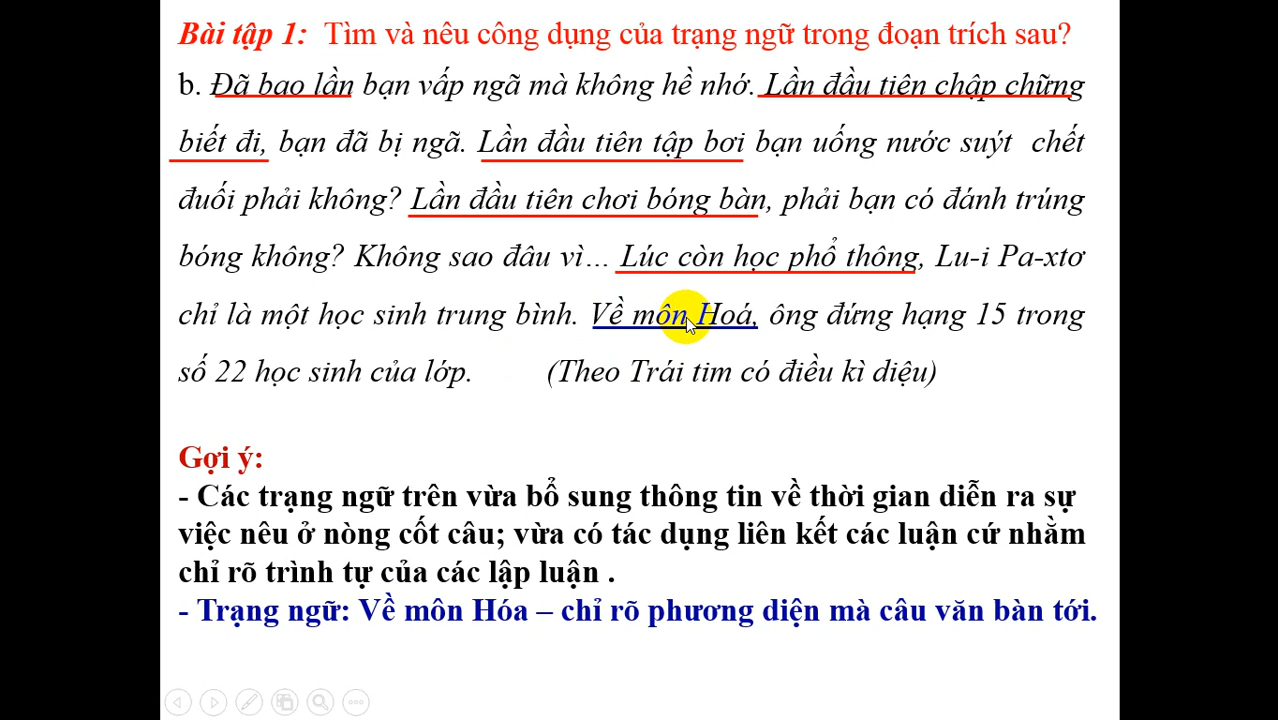 Bài tập 1: Tìm và nêu công dụng của trạng ngữ trong đoạn trích sau?
b. Đã bao lần bạn vấp ngã mà không hề nhớ. Lần đầu tiên chập chững
biết đi, bạn đã bị ngã. Lần đầu tiên tập bơi bạn uống nước suýt chết
đuối phải không? Lần đầu tiên chơi bóng bàn, phải bạn có đánh trúng
bóng không? Không sao đâu vì... Lúc còn học phổ thông, Lu-i Pa-xtơ
chỉ là một học sinh trung bình. Về môn Hoá, ông đứng hạng 15 trong
số 22 học sinh của lớp. (Theo Trái tim có điều kì diệu)
Gợi ý:
- Các trạng ngữ trên vừa bổ sung thông tin về thời gian diễn ra sự
việc nêu ở nòng cốt câu; vừa có tác dụng liên kết các luận cứ nhằm
chỉ rõ trình tự của các lập luận .
- Trạng ngữ: Về môn Hóa – chỉ rõ phương diện mà câu văn bàn tới.